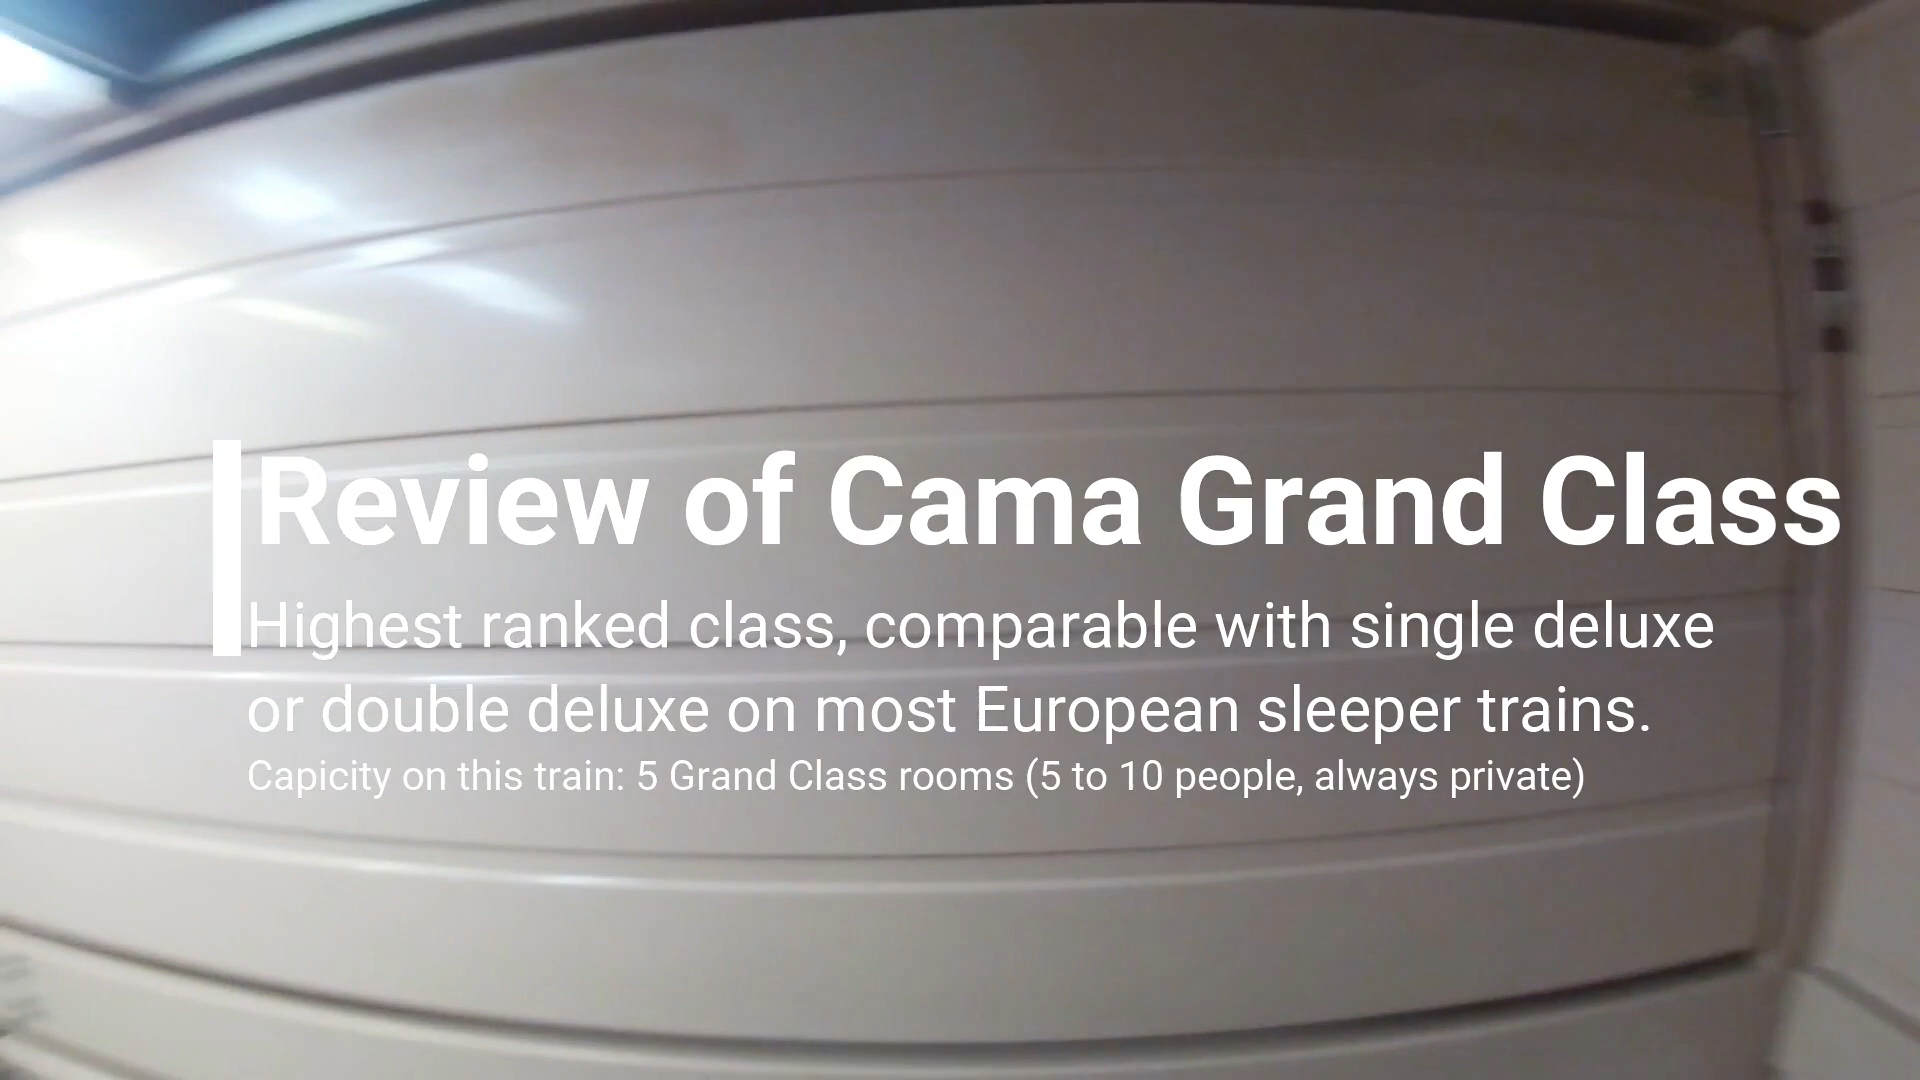 Review of Cama Grand Class
Highest ranked class, comparable with single deluxe
or double deluxe on most European sleeper trains.
Capicity on this train: 5 Grand Class rooms (5 to 10 people, always private)